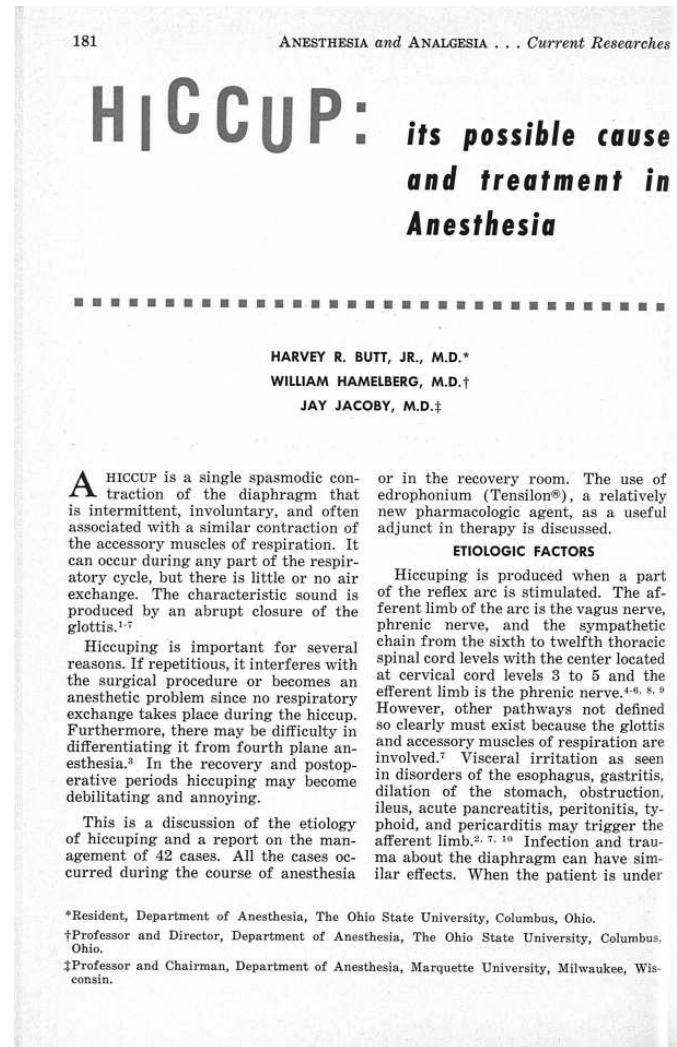 181
ANESTHESIA and ANALGESIA . . . Current Researches
HICCUP:
its possible cause
and treatment in
Anesthesia
HARVEY R. BUTT, JR., M.D.*
WILLIAM HAMELBERG, M.D.†
JAY JACOBY, M.D.‡
A HICCUP is a single spasmodic con-
traction of the diaphragm that
is intermittent, involuntary, and often
associated with a similar contraction of
the accessory muscles of respiration. It
can occur during any part of the respir-
atory cycle, but there is little or no air
exchange. The characteristic sound is
produced by an abrupt closure of the
glottis.1-7
Hiccuping is important for several
reasons. If repetitious, it interferes with
the surgical procedure or becomes an
anesthetic problem since no respiratory
exchange takes place during the hiccup.
Furthermore, there may be difficulty in
differentiating it from fourth plane an-
esthesia.3 In the recovery and postop-
erative periods hiccuping may become
debilitating and annoying.
This is a discussion of the etiology
of hiccuping and a report on the man-
agement of 42 cases. All the cases oc-
curred during the course of anesthesia
or in the recovery room. The use of
edrophonium (Tensilon®), a relatively
new pharmacologic agent, as a useful
adjunct in therapy is discussed.
ETIOLOGIC FACTORS
Hiccuping is produced when a part
of the reflex arc is stimulated. The af-
ferent limb of the arc is the vagus nerve,
phrenic nerve, and the sympathetic
chain from the sixth to twelfth thoracic
spinal cord levels with the center located
at cervical cord levels 3 to 5 and the
efferent limb is the phrenic nerve.4-6, 8, 9
However, other pathways not defined
so clearly must exist because the glottis
and accessory muscles of respiration are
involved.7 Visceral irritation as seen
in disorders of the esophagus, gastritis,
dilation of the stomach, obstruction,
ileus, acute pancreatitis, peritonitis, ty-
phoid, and pericarditis may trigger the
afferent limb.2, 7, 10 Infection and trau-
ma about the diaphragm can have sim-
ilar effects. When the patient is under
*Resident, Department of Anesthesia, The Ohio State University, Columbus, Ohio.
†Professor and Director, Department of Anesthesia, The Ohio State University, Columbus,
Ohio.
‡Professor and Chairman, Department of Anesthesia, Marquette University, Milwaukee, Wis-
consin.